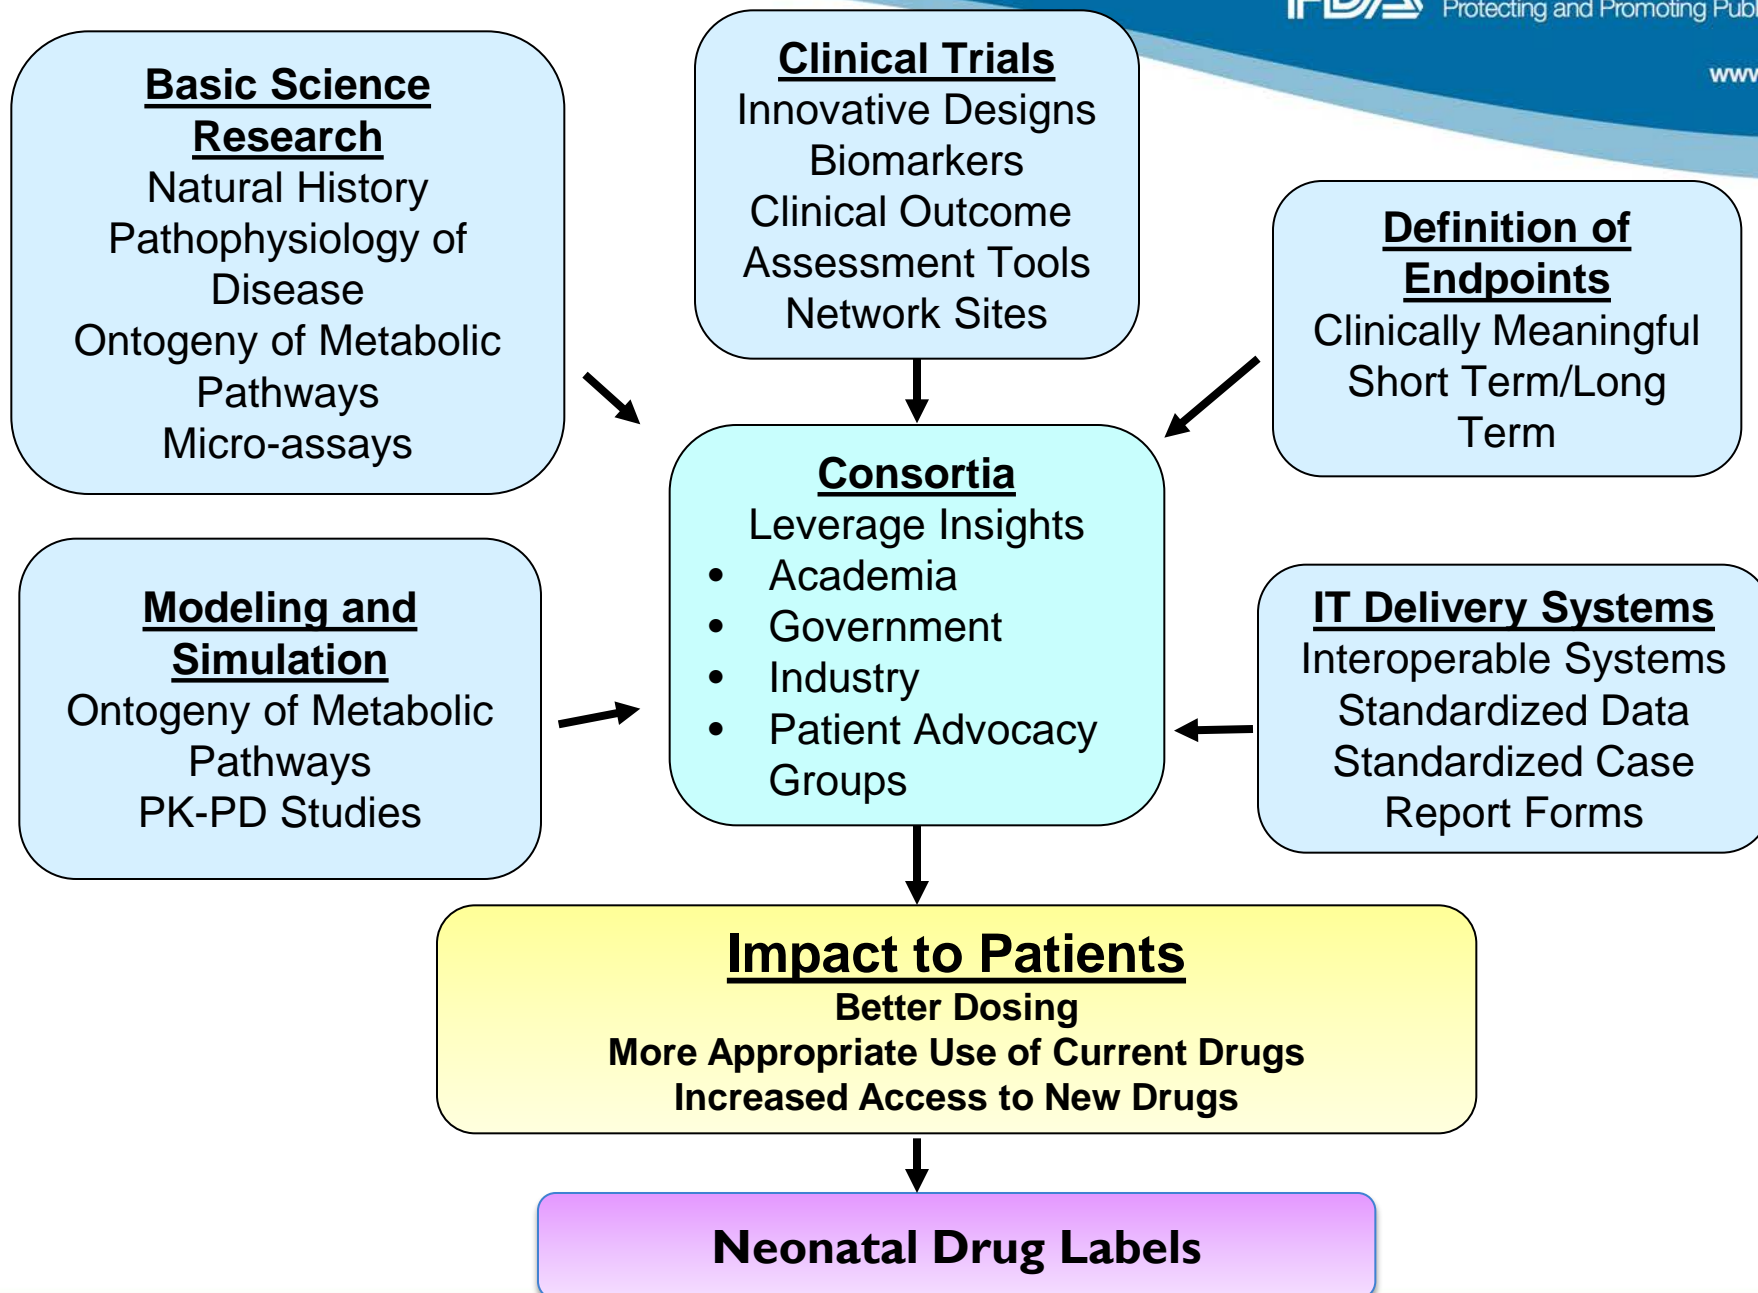 FDA
Protecting and Promoting
www
Clinical Trials
Innovative Designs
Biomarkers
Clinical Outcome
Assessment Tools
Network Sites
Basic Science
Research
Natural History
Pathophysiology of
Disease
Ontogeny of Metabolic
Pathways
Micro-assays
Definition of
Endpoints
Clinically Meaningful
Short Term/Long
Term
Consortia
Leverage Insights
• Academia
• Government
• Industry
• Patient Advocacy
Groups
Modeling and
Simulation
Ontogeny of Metabolic
Pathways
PK-PD Studies
IT Delivery Systems
Interoperable Systems
Standardized Data
Standardized Case
Report Forms
Impact to Patients
Better Dosing
More Appropriate Use of Current Drugs
Increased Access to New Drugs
Neonatal Drug Labels